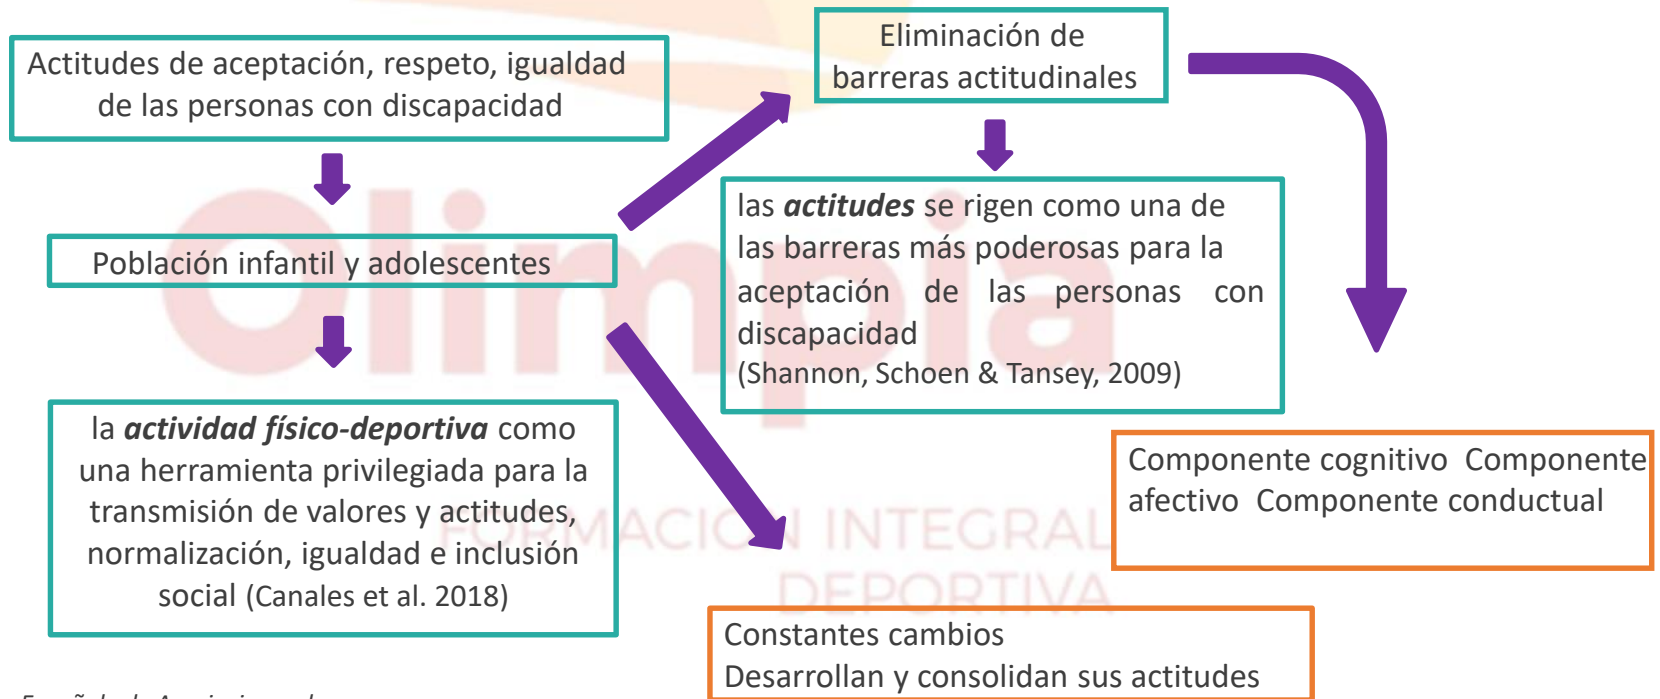 Actitudes de aceptación, respeto, igualdad
de las personas con discapacidad
Población infantil y adolescentes
la actividad físico-deportiva como
una herramienta privilegiada para la
transmisión de valores y actitudes,
normalización, igualdad e inclusión
social (Canales et al. 2018)
Eliminación de
barreras actitudinales
las actitudes se rigen como una de
las barreras más poderosas para la
aceptación de las personas con
discapacidad
(Shannon, Schoen & Tansey, 2009)
Componente cognitivo Componente
afectivo Componente conductual
Constantes cambios
Desarrollan y consolidan sus actitudes
Olimpia
FORMACIÓN INTEGRAL
DEPORTIVA